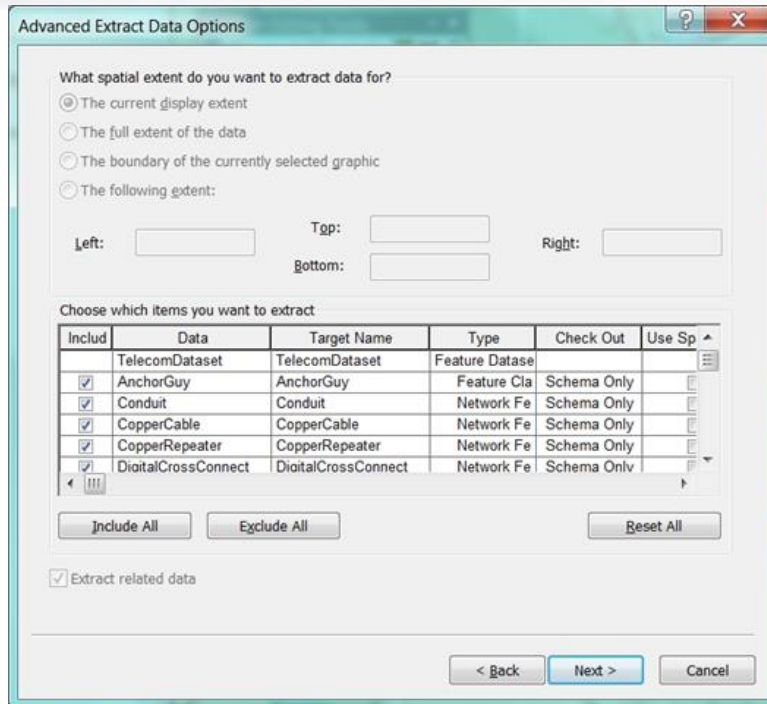 Advanced Extract Data Options
What spatial extent do you want to extract data for?
The current display extent
The full extent of the data
The boundary of the currently selected graphic
The following extent:
Left:
Top:
Right:
Bottom:
Choose which items you want to extract
Includ Data Target Name Type Check Out Use Sp
TelecomDataset TelecomDataset Feature Datase
AnchorGuy AnchorGuy Feature Cla Schema Only
Conduit Conduit Network Fe Schema Only
CopperCable CopperCable Network Fe Schema Only
CopperRepeater CopperRepeater Network Fe Schema Only
DigitalCrossConnect DigitalCrossConnect Network Fe Schema Only
Include All Exclude All Reset All
Extract related data
< Back Next > Cancel